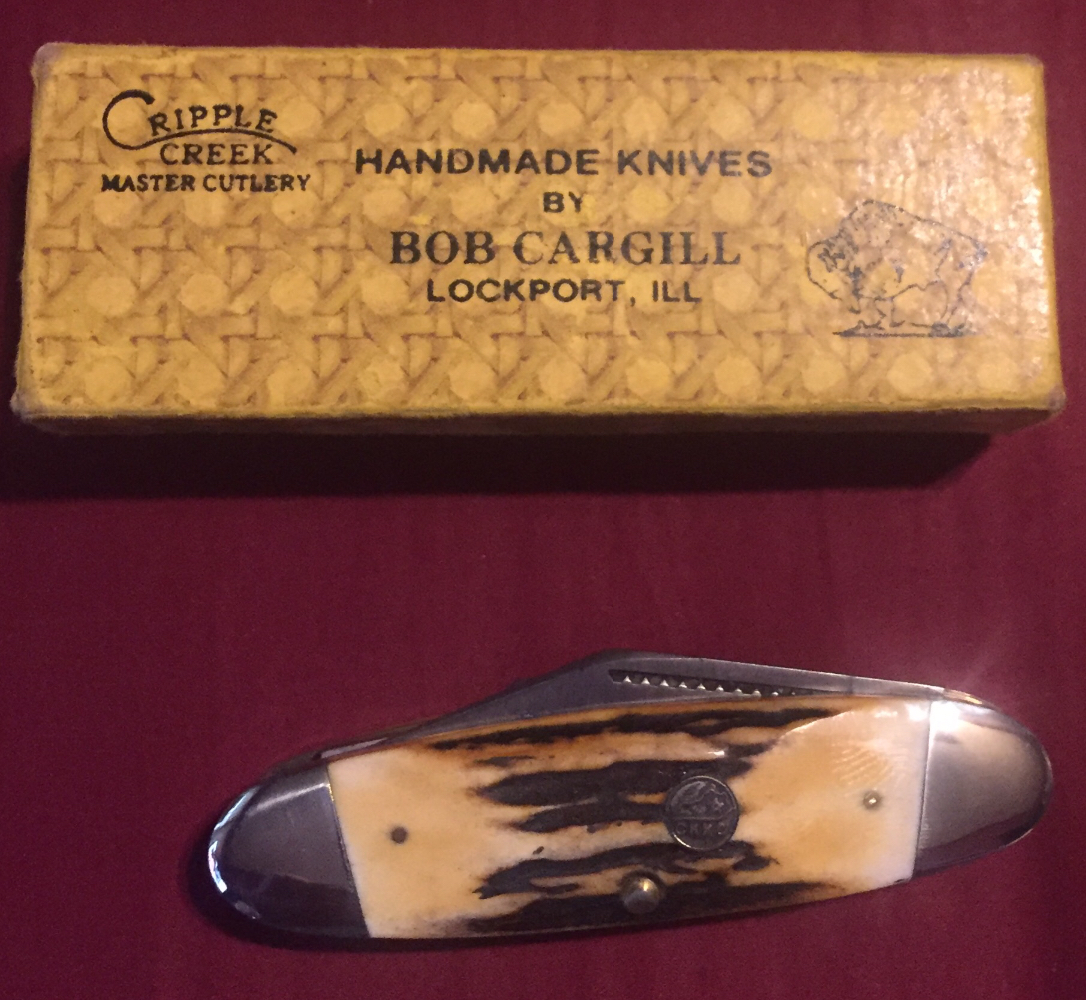 CRIPPLE
CREEK
MASTER CUTLERY
HANDMADE KNIVES
BY
BOB CARGILL
LOCKPORT, ILL